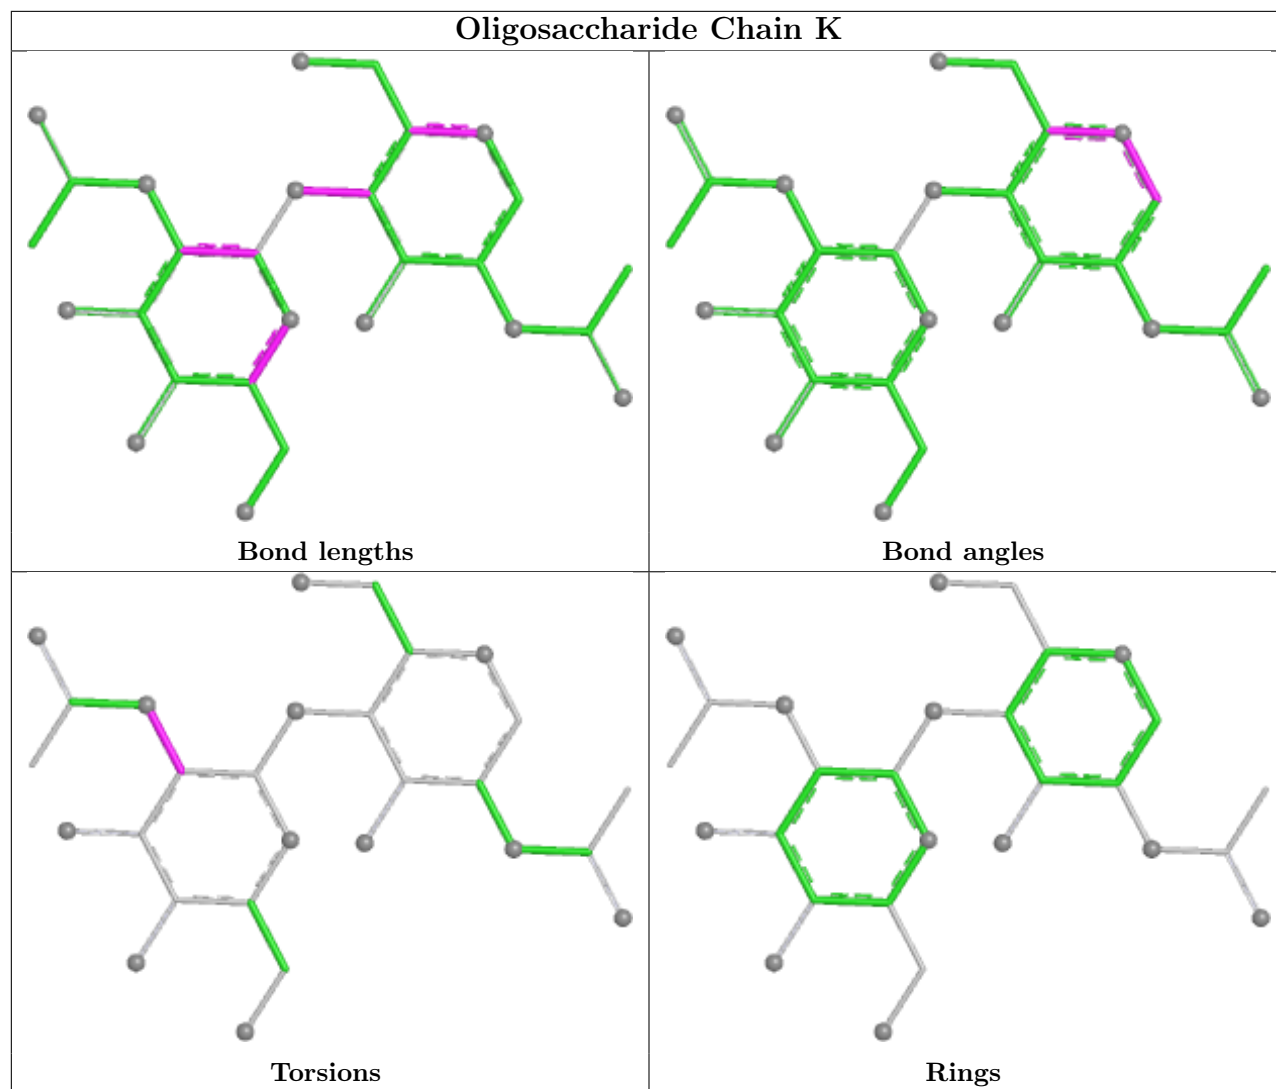 Oligosaccharide Chain K
Bond lengths
Bond angles
Torsions
Rings